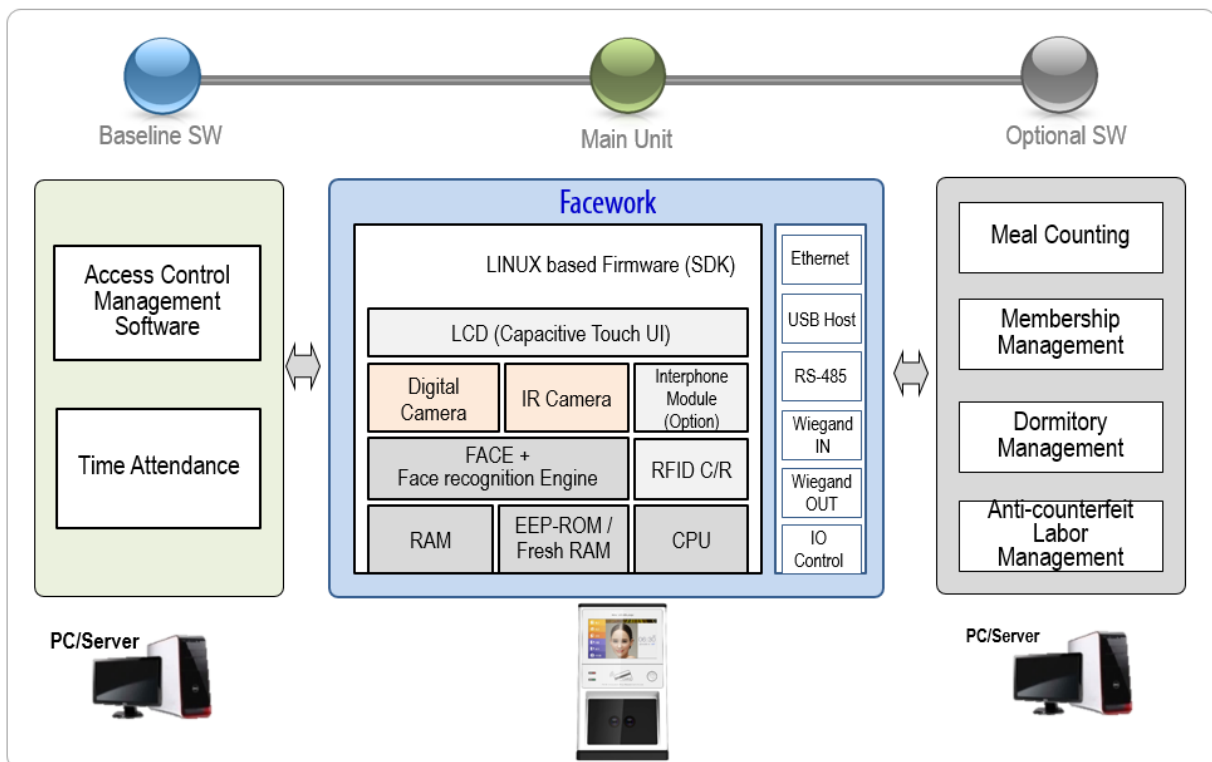 Baseline SW
Main Unit
Optional SW
Access Control
Management
Software
Time Attendance
PC/Server
Facework
LINUX based Firmware (SDK)
LCD (Capacitive Touch UI)
Digital
Camera
IR Camera
Interphone
Module
(Option)
FACE +
Face recognition Engine
RFID C/R
RAM
EEP-ROM /
Fresh RAM
CPU
Ethernet
USB Host
RS-485
Wiegand
IN
Wiegand
OUT
IO
Control
Meal Counting
Membership
Management
Dormitory
Management
Anti-counterfeit
Labor
Management
PC/Server